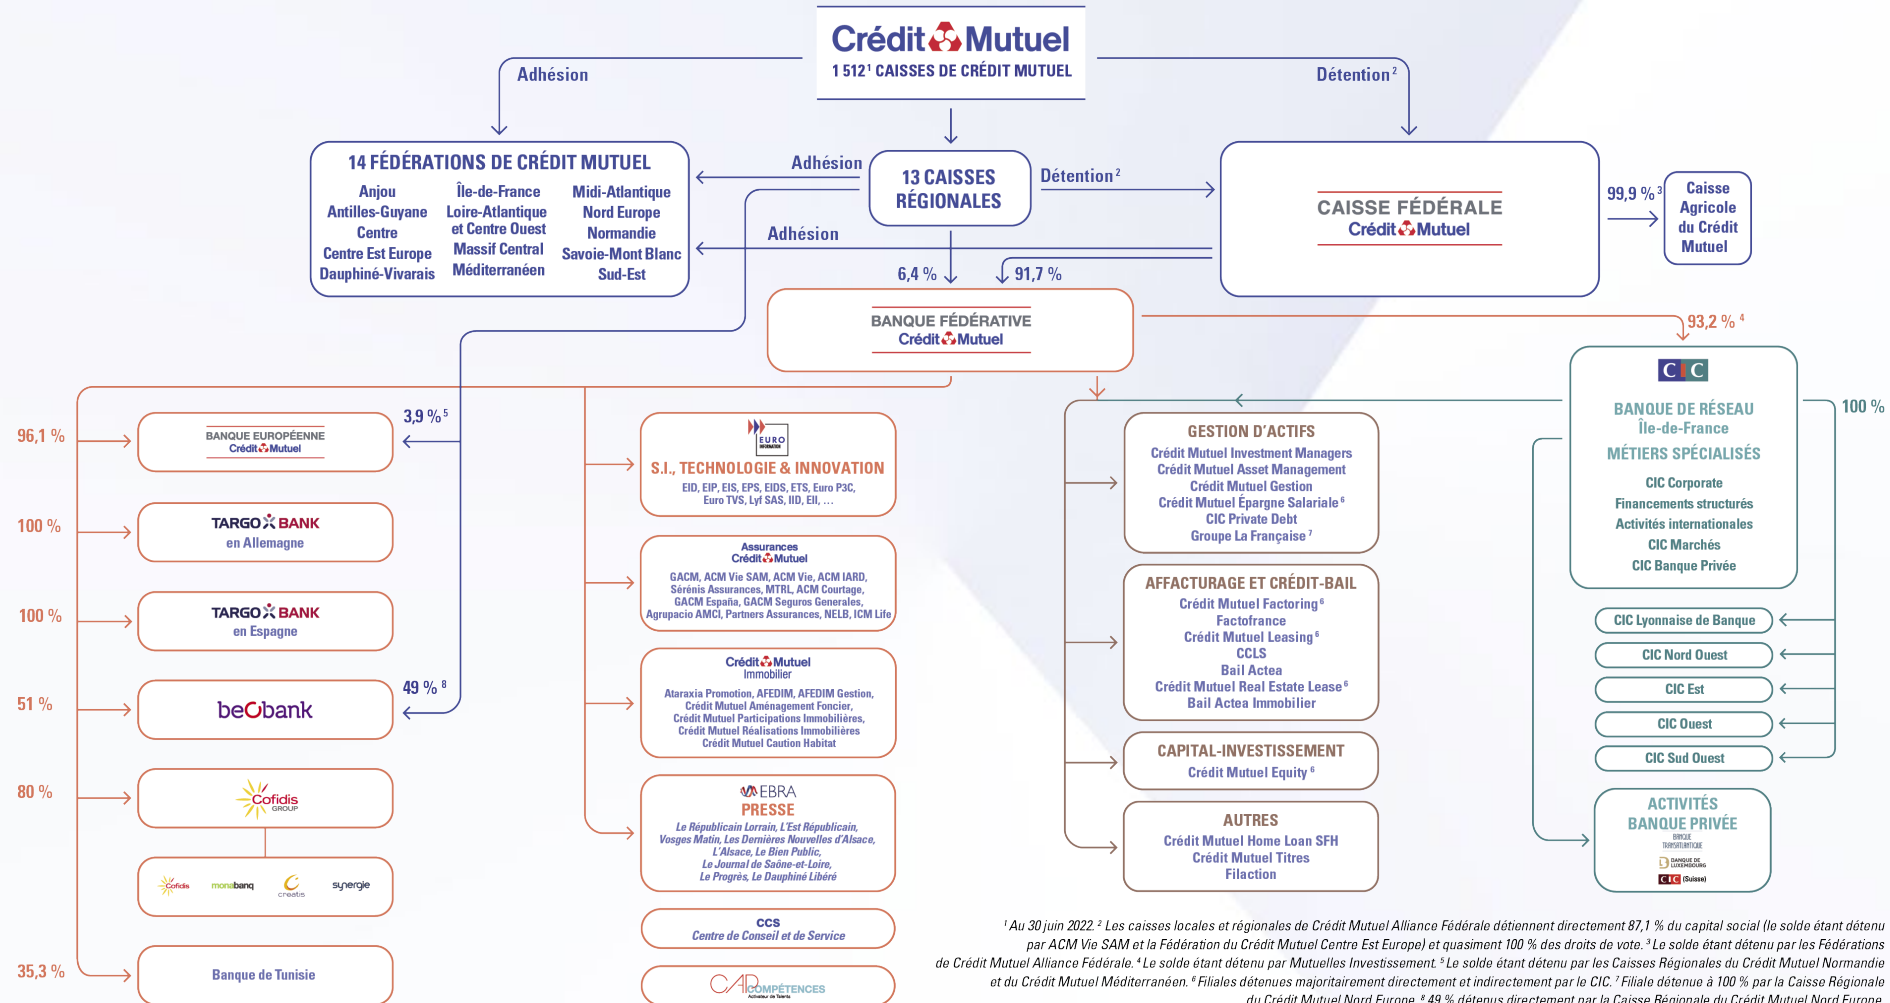 Crédit Mutuel
1 512¹ CAISSES DE CRÉDIT MUTUEL
Adhésion
Détention²
14 FÉDÉRATIONS DE CRÉDIT MUTUEL
Anjou
Antilles-Guyane
Centre
Centre Est Europe
Dauphiné-Vivarais
Île-de-France
Loire-Atlantique
et Centre Ouest
Massif Central
Méditerranéen
Midi-Atlantique
Nord Europe
Normandie
Savoie-Mont Blanc
Sud-Est
Adhésion
13 CAISSES
RÉGIONALES
Détention²
Adhésion
CAISSE FÉDÉRALE
Crédit Mutuel
99,9 %³
Caisse
Agricole
du Crédit
Mutuel
6,4 %
91,7 %
BANQUE FÉDÉRATIVE
Crédit Mutuel
93,2 % ⁴
96,1 %
BANQUE EUROPÉENNE
Crédit Mutuel
3,9 %⁵
100 %
TARGO BANK
en Allemagne
100 %
TARGO BANK
en Espagne
51 %
beobank
49 % ⁸
80 %
Cofidis
GROUP
Cofidis
monabanq
creatis
synergie
35,3 %
Banque de Tunisie
EURO
INFORMATION
S.I., TECHNOLOGIE & INNOVATION
EID, EIP, EIS, EPS, EIDS, ETS, Euro P3C,
Euro TVS, Lyf SAS, IID, EII, …
Assurances
Crédit Mutuel
GACM, ACM Vie SAM, ACM Vie, ACM IARD,
Sérénis Assurances, MTRL, ACM Courtage,
GACM España, GACM Seguros Generales,
Agrupacio AMCI, Partners Assurances, NELB, ICM Life
Crédit Mutuel
Immobilier
Ataraxia Promotion, AFEDIM, AFEDIM Gestion,
Crédit Mutuel Aménagement Foncier,
Crédit Mutuel Participations Immobilières,
Crédit Mutuel Réalisations Immobilières
Crédit Mutuel Caution Habitat
EBRA
PRESSE
Le Républicain Lorrain, L'Est Républicain,
Vosges Matin, Les Dernières Nouvelles d'Alsace,
L'Alsace, Le Bien Public,
Le Journal de Saône-et-Loire,
Le Progrès, Le Dauphiné Libéré
CCS
Centre de Conseil et de Service
CAP
COMPÉTENCES
Activateur de Talents
GESTION D'ACTIFS
Crédit Mutuel Investment Managers
Crédit Mutuel Asset Management
Crédit Mutuel Gestion
Crédit Mutuel Épargne Salariale ⁶
CIC Private Debt
Groupe La Française ⁷
AFFACTURAGE ET CRÉDIT-BAIL
Crédit Mutuel Factoring ⁶
Factofrance
Crédit Mutuel Leasing ⁶
CCLS
Bail Actea
Crédit Mutuel Real Estate Lease ⁶
Bail Actea Immobilier
CAPITAL-INVESTISSEMENT
Crédit Mutuel Equity ⁶
AUTRES
Crédit Mutuel Home Loan SFH
Crédit Mutuel Titres
Filaction
CIC
BANQUE DE RÉSEAU
Île-de-France
MÉTIERS SPÉCIALISÉS
CIC Corporate
Financements structurés
Activités internationales
CIC Marchés
CIC Banque Privée
100 %
CIC Lyonnaise de Banque
CIC Nord Ouest
CIC Est
CIC Ouest
CIC Sud Ouest
ACTIVITÉS
BANQUE PRIVÉE
BANQUE
TRANSATLANTIQUE
BANQUE DE
LUXEMBOURG
CIC (Suisse)
¹ Au 30 juin 2022. ² Les caisses locales et régionales de Crédit Mutuel Alliance Fédérale détiennent directement 87,1 % du capital social (le solde étant détenu
par ACM Vie SAM et la Fédération du Crédit Mutuel Centre Est Europe) et quasiment 100 % des droits de vote. ³ Le solde étant détenu par les Fédérations
de Crédit Mutuel Alliance Fédérale. ⁴ Le solde étant détenu par Mutuelles Investissement. ⁵ Le solde étant détenu par les Caisses Régionales du Crédit Mutuel Normandie
et du Crédit Mutuel Méditerranéen. ⁶ Filiales détenues majoritairement directement et indirectement par le CIC. ⁷ Filiale détenue à 100 % par la Caisse Régionale
du Crédit Mutuel Nord Europe. ⁸ 49 % détenus directement par la Caisse Régionale du Crédit Mutuel Nord Europe.